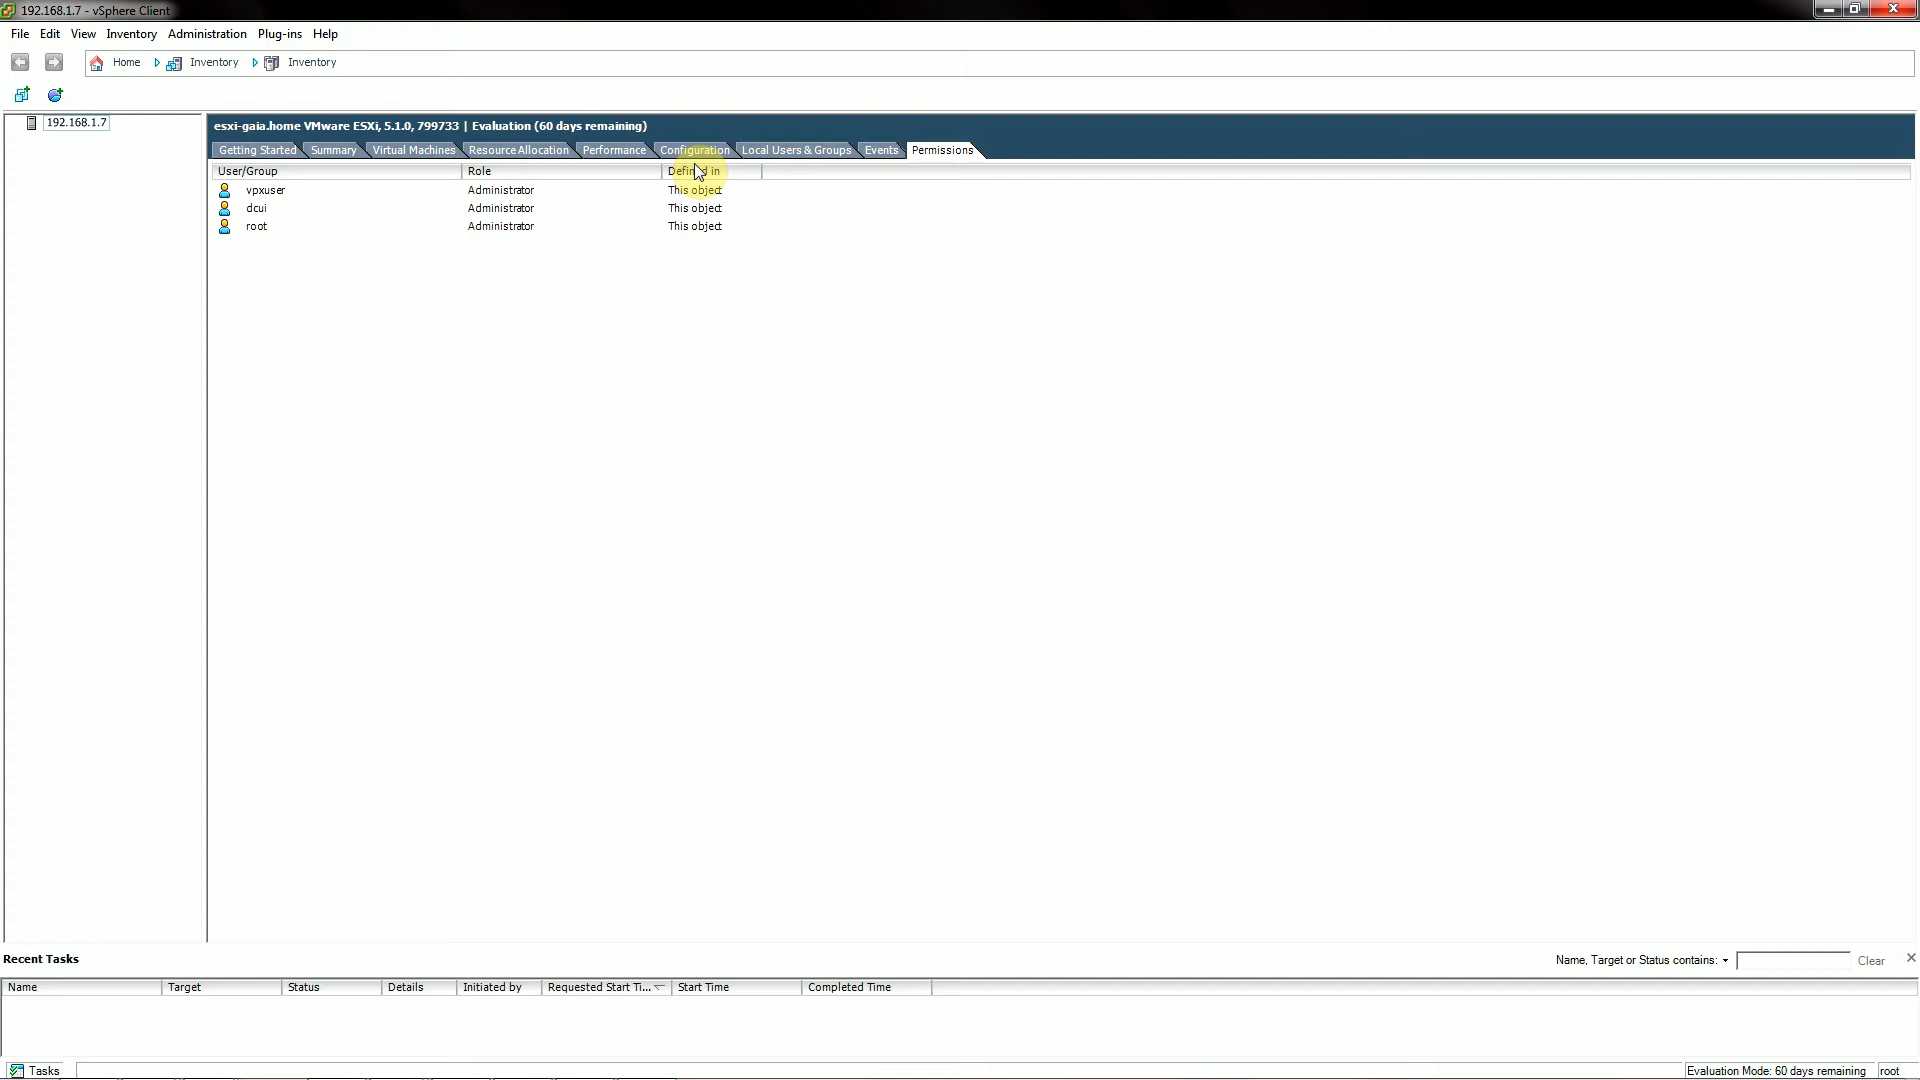 192.168.1.7 - vSphere Client
File Edit View Inventory Administration Plug-ins Help
Home Inventory Inventory
192.168.1.7
esxi-gaia.home VMware ESXi, 5.1.0, 799733 | Evaluation (60 days remaining)
Getting Started Summary Virtual Machines Resource Allocation Performance Configuration Local Users & Groups Events Permissions
User/Group Role Defined in
vpxuser Administrator This object
dcui Administrator This object
root Administrator This object
Recent Tasks Name, Target or Status contains: Clear
Name Target Status Details Initiated by Requested Start Ti... Start Time Completed Time
Tasks Evaluation Mode: 60 days remaining root